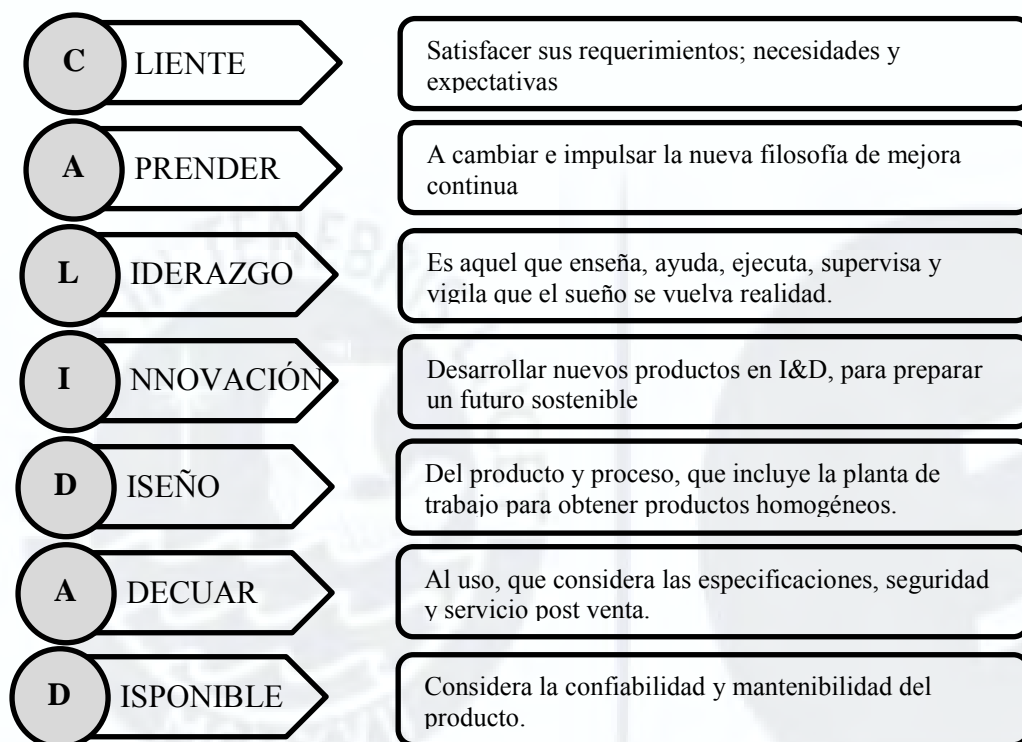 C LIENTE
Satisfacer sus requerimientos; necesidades y
expectativas
A PRENDER
A cambiar e impulsar la nueva filosofía de mejora
continua
L IDERAZGO
Es aquel que enseña, ayuda, ejecuta, supervisa y
vigila que el sueño se vuelva realidad.
I NNOVACIÓN
Desarrollar nuevos productos en I&D, para preparar
un futuro sostenible
D ISEÑO
Del producto y proceso, que incluye la planta de
trabajo para obtener productos homogéneos.
A DECUAR
Al uso, que considera las especificaciones, seguridad
y servicio post venta.
D ISPONIBLE
Considera la confiabilidad y mantenibilidad del
producto.